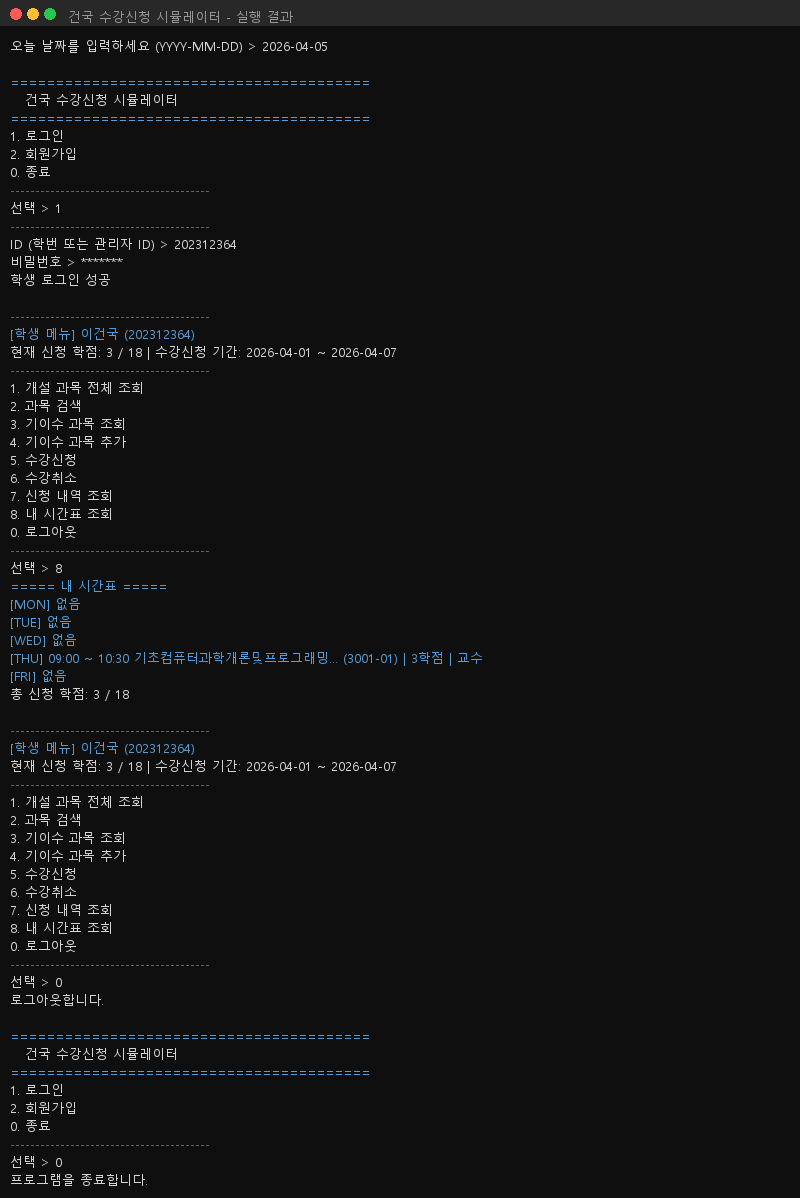 건국 수강신청 시뮬레이터 - 실행 결과
오늘 날짜를 입력하세요 (YYYY-MM-DD) > 2026-04-05
========================================
건국 수강신청 시뮬레이터
========================================
1. 로그인
2. 회원가입
0. 종료
----------------------------------------
선택 > 1
----------------------------------------
ID (학번 또는 관리자 ID) > 202312364
비밀번호 > *******
학생 로그인 성공
----------------------------------------
[학생 메뉴] 이건국 (202312364)
현재 신청 학점: 3 / 18 | 수강신청 기간: 2026-04-01 ~ 2026-04-07
----------------------------------------
1. 개설 과목 전체 조회
2. 과목 검색
3. 기이수 과목 조회
4. 기이수 과목 추가
5. 수강신청
6. 수강취소
7. 신청 내역 조회
8. 내 시간표 조회
0. 로그아웃
----------------------------------------
선택 > 8
===== 내 시간표 =====
[MON] 없음
[TUE] 없음
[WED] 없음
[THU] 09:00 ~ 10:30 기초컴퓨터과학개론및프로그래밍... (3001-01) | 3학점 | 교수
[FRI] 없음
총 신청 학점: 3 / 18
----------------------------------------
[학생 메뉴] 이건국 (202312364)
현재 신청 학점: 3 / 18 | 수강신청 기간: 2026-04-01 ~ 2026-04-07
----------------------------------------
1. 개설 과목 전체 조회
2. 과목 검색
3. 기이수 과목 조회
4. 기이수 과목 추가
5. 수강신청
6. 수강취소
7. 신청 내역 조회
8. 내 시간표 조회
0. 로그아웃
----------------------------------------
선택 > 0
로그아웃합니다.
========================================
건국 수강신청 시뮬레이터
========================================
1. 로그인
2. 회원가입
0. 종료
----------------------------------------
선택 > 0
프로그램을 종료합니다.